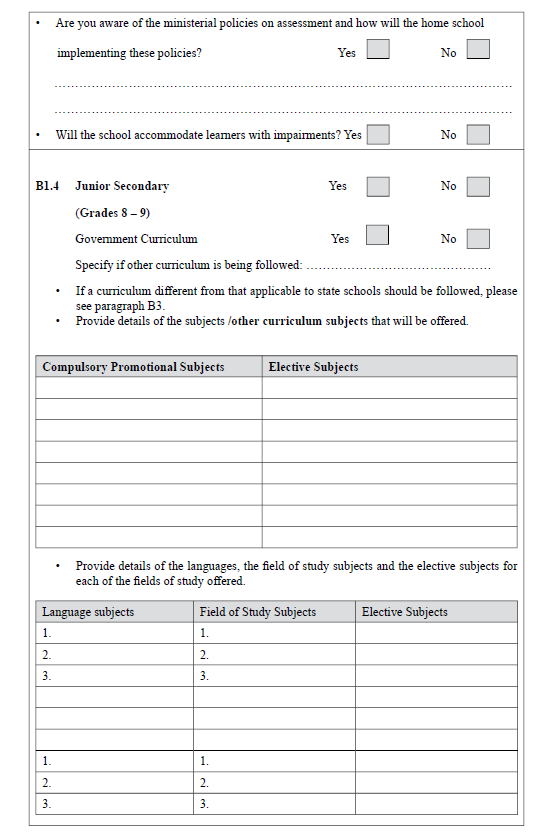 • Are you aware of the ministerial policies on assessment and how will the home school
implementing these policies? Yes No
................................................................................................
................................................................................................
• Will the school accommodate learners with impairments? Yes No
B1.4 Junior Secondary Yes No
(Grades 8 – 9)
Government Curriculum Yes No
Specify if other curriculum is being followed: ................................................
• If a curriculum different from that applicable to state schools should be followed, please
see paragraph B3.
• Provide details of the subjects /other curriculum subjects that will be offered.
Compulsory Promotional Subjects Elective Subjects
• Provide details of the languages, the field of study subjects and the elective subjects for
each of the fields of study offered.
Language subjects Field of Study Subjects Elective Subjects
1. 1.
2. 2.
3. 3.
1. 1.
2. 2.
3. 3.